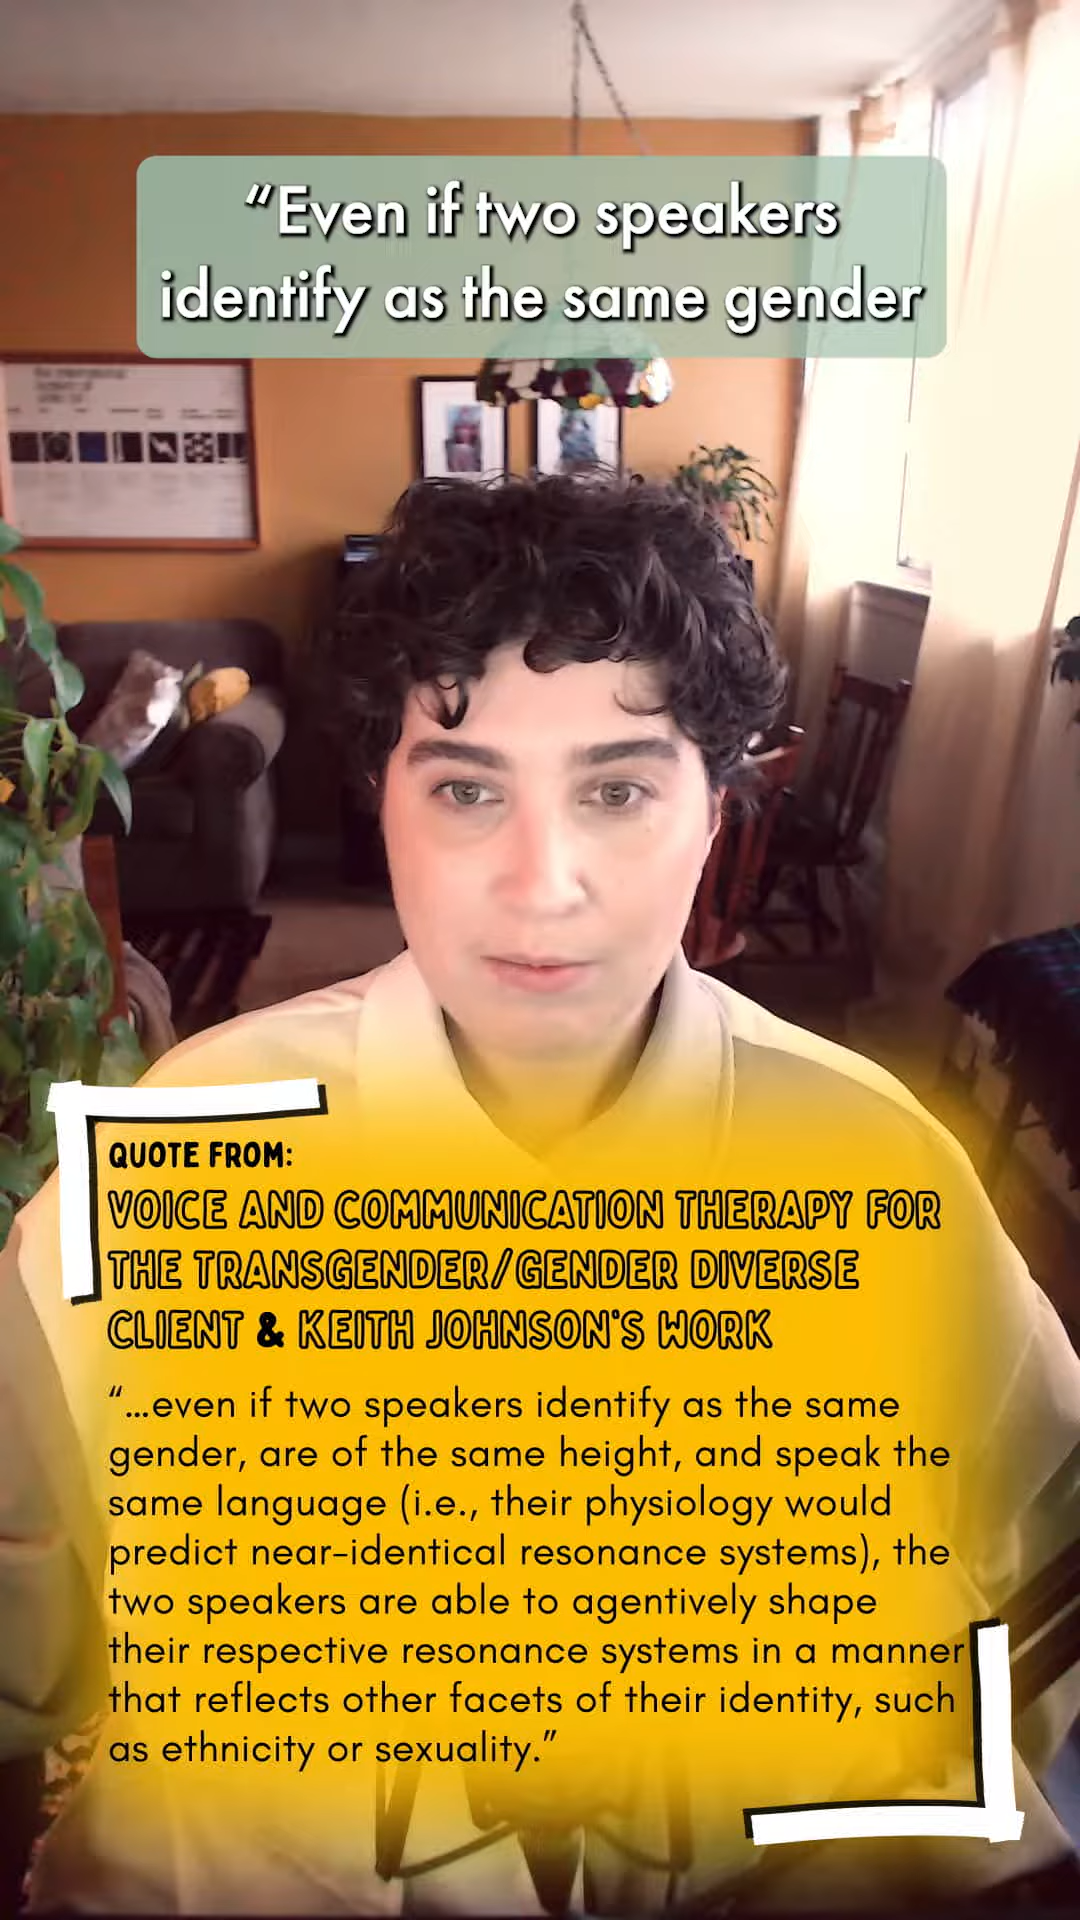 “Even if two speakers
identify as the same gender
QUOTE FROM:
VOICE AND COMMUNICATION THERAPY FOR
THE TRANSGENDER/GENDER DIVERSE
CLIENT & KEITH JOHNSON'S WORK
“...even if two speakers identify as the same
gender, are of the same height, and speak the
same language (i.e., their physiology would
predict near-identical resonance systems), the
two speakers are able to agentively shape
their respective resonance systems in a manner
that reflects other facets of their identity, such
as ethnicity or sexuality.”